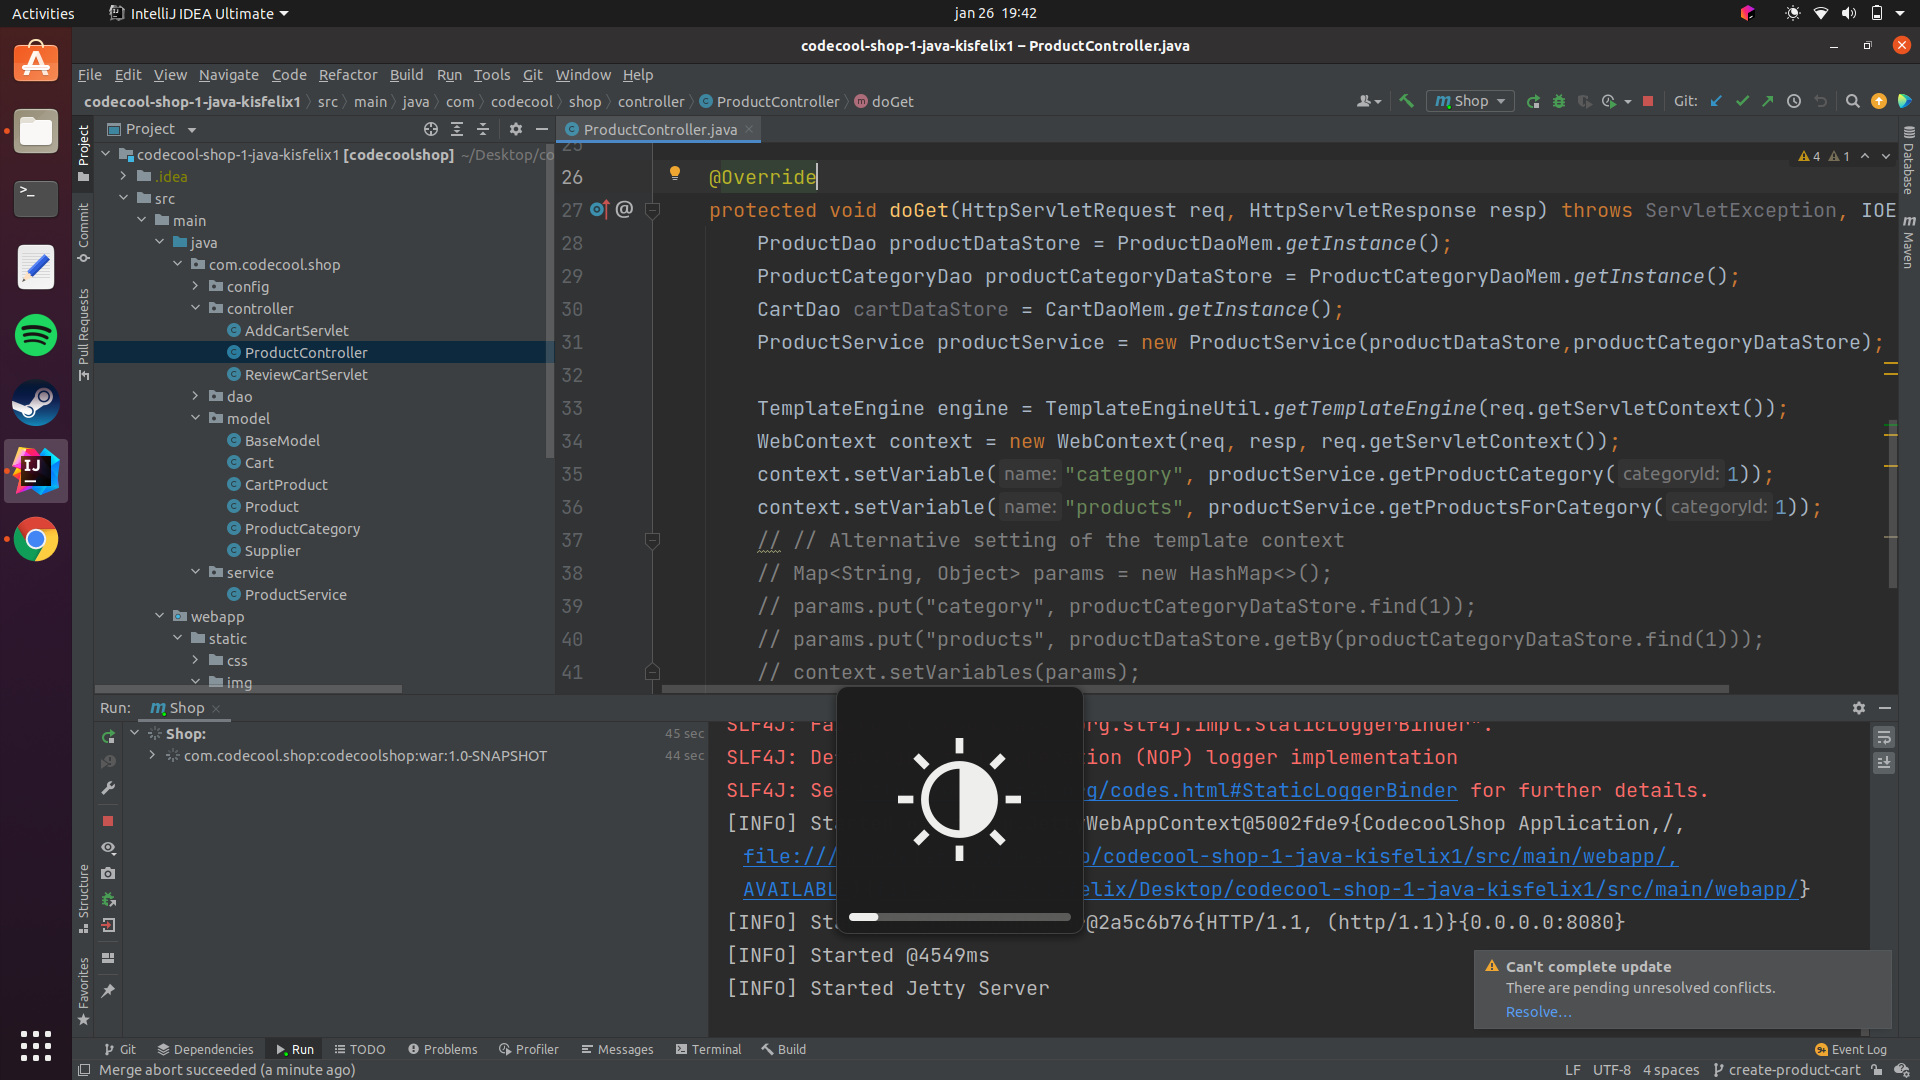 Activities
IntelliJ IDEA Ultimate
jan 26 19:42
codecool-shop-1-java-kisfelix1 – ProductController.java
File Edit View Navigate Code Refactor Build Run Tools Git Window Help
codecool-shop-1-java-kisfelix1 src main java com codecool shop controller ProductController doGet
Shop
Git:
Project
ProductController.java
Project
Commit
Pull Requests
Structure
Favorites
codecool-shop-1-java-kisfelix1 [codecoolshop] ~/Desktop/co
.idea
src
main
java
com.codecool.shop
config
controller
AddCartServlet
ProductController
ReviewCartServlet
dao
model
BaseModel
Cart
CartProduct
Product
ProductCategory
Supplier
service
ProductService
webapp
static
css
img
4 1
Database
Maven
25
26 @Override
27 protected void doGet(HttpServletRequest req, HttpServletResponse resp) throws ServletException, IOE
28 ProductDao productDataStore = ProductDaoMem.getInstance();
29 ProductCategoryDao productCategoryDataStore = ProductCategoryDaoMem.getInstance();
30 CartDao cartDataStore = CartDaoMem.getInstance();
31 ProductService productService = new ProductService(productDataStore,productCategoryDataStore);
32
33 TemplateEngine engine = TemplateEngineUtil.getTemplateEngine(req.getServletContext());
34 WebContext context = new WebContext(req, resp, req.getServletContext());
35 context.setVariable( name: "category", productService.getProductCategory( categoryId: 1));
36 context.setVariable( name: "products", productService.getProductsForCategory( categoryId: 1));
37 // // Alternative setting of the template context
38 // Map<String, Object> params = new HashMap<>();
39 // params.put("category", productCategoryDataStore.find(1));
40 // params.put("products", productDataStore.getBy(productCategoryDataStore.find(1)));
41 // context.setVariables(params);
Run: Shop
Shop: 45 sec
com.codecool.shop:codecoolshop:war:1.0-SNAPSHOT 44 sec
SLF4J: Fa rg.slf4j.impl.StaticLoggerBinder".
SLF4J: De tion (NOP) logger implementation
SLF4J: Se g/codes.html#StaticLoggerBinder for further details.
[INFO] Sta WebAppContext@5002fde9{CodecoolShop Application,/,
file:/// p/codecool-shop-1-java-kisfelix1/src/main/webapp/,
AVAILABL elix/Desktop/codecool-shop-1-java-kisfelix1/src/main/webapp/}
[INFO] Sta @2a5c6b76{HTTP/1.1, (http/1.1)}{0.0.0.0:8080}
[INFO] Started @4549ms
[INFO] Started Jetty Server
Can't complete update
There are pending unresolved conflicts.
Resolve…
Git Dependencies Run TODO Problems Profiler Messages Terminal Build
Event Log
Merge abort succeeded (a minute ago)
LF UTF-8 4 spaces create-product-cart